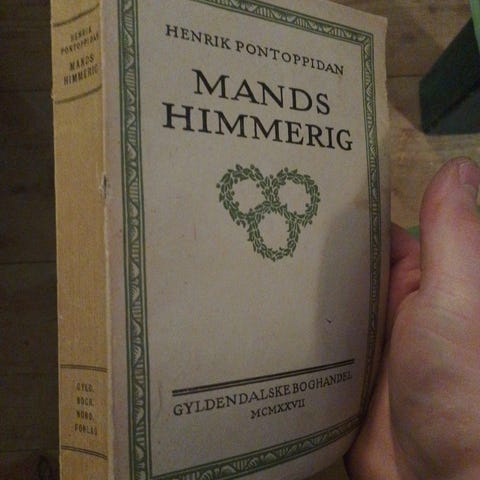 HENRIK PONTOPPIDAN
MANDS
HIMMERIG
GYLDENDALSKE BOGHANDEL
MCMXXVII
HENRIK
PONTOPPIDAN
MANDS
HIMMERIG
GYLD.
BOGH.
NORD.
FORLAG